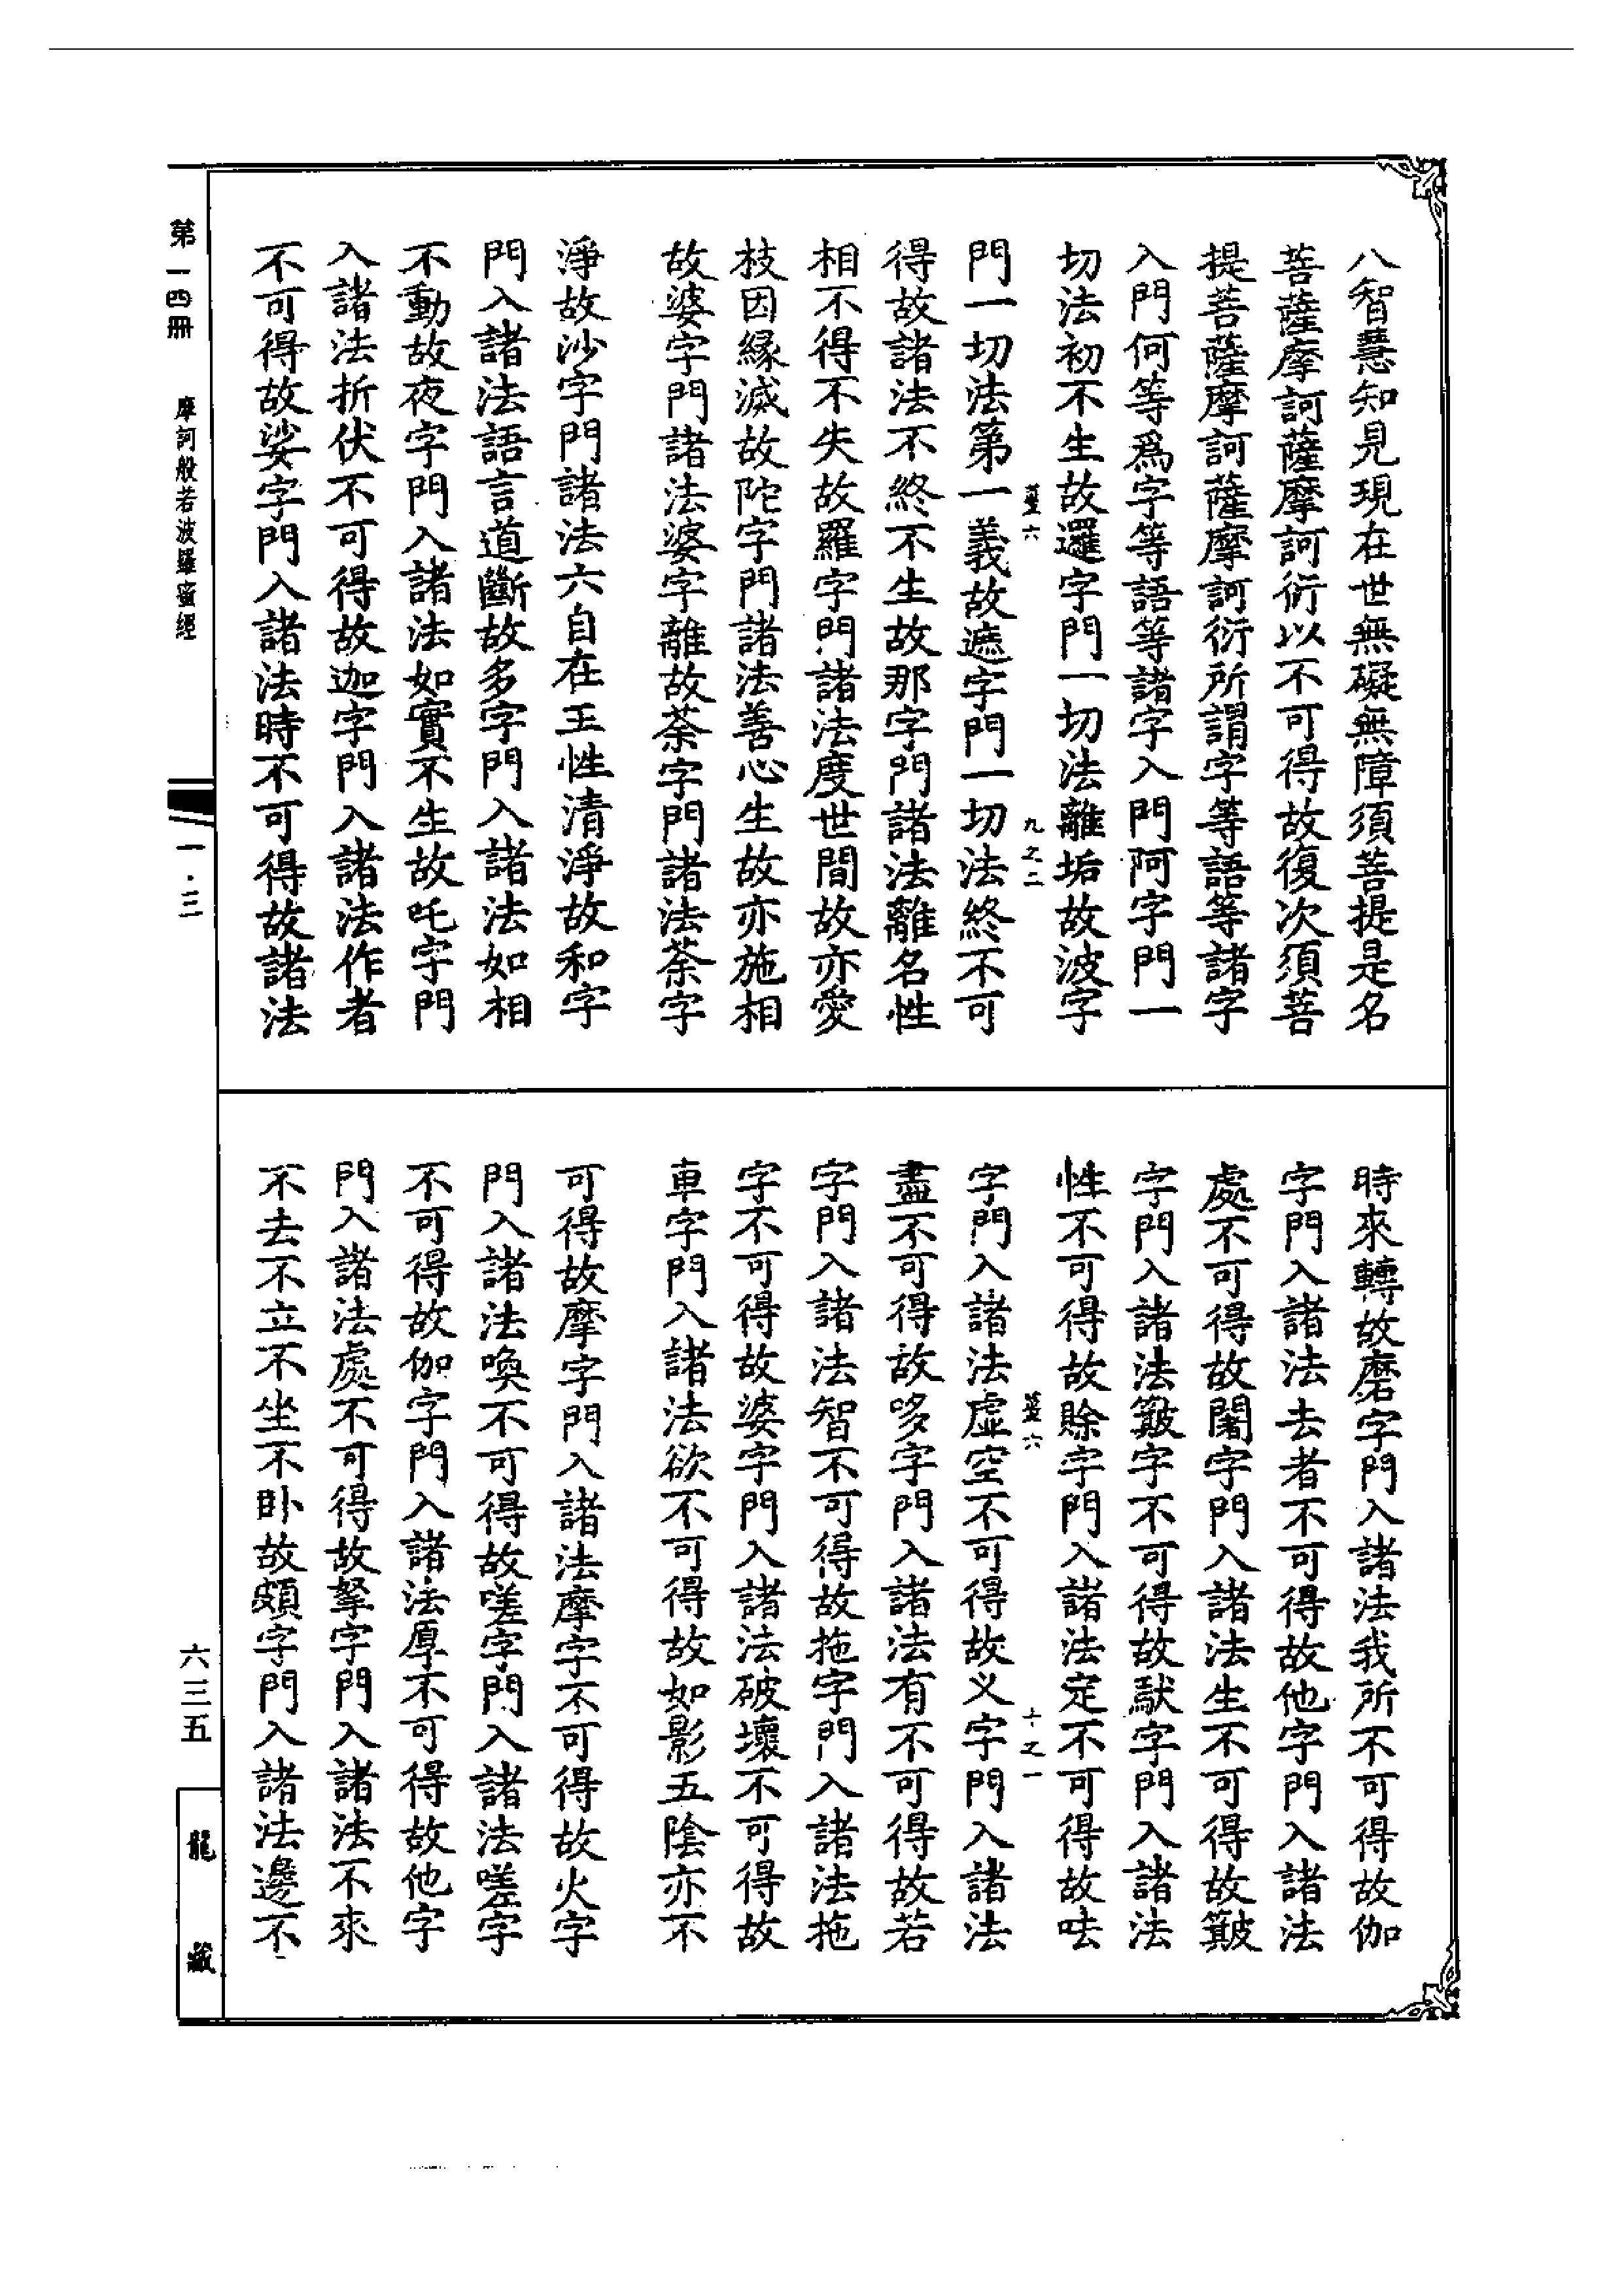 八智慧知見現在世無礙無障須菩提是名
菩薩摩訶薩摩訶衍以不可得故復次須菩
提菩薩摩訶薩摩訶衍所謂字等語等諸字
入門何等爲字等語等諸字入門阿字門一
切法初不生故邏字門一切法離垢故波字
九之二
門一切法第一義故遮字門一切法終不可
得故諸法不終不生故那字門諸法離名性
相不得不失故羅字門諸法度世間故亦愛
枝因緣滅故陀字門諸法善心生故亦施相
故婆字門諸法婆字離故荼字門諸法荼字
淨故沙字門諸法六自在王性清淨故和字
門入諸法語言道斷故多字門入諸法如相
不動故夜字門入諸法如實不生故吒字門
入諸法折伏不可得故迦字門入諸法作者
不可得故娑字門入諸法時不可得故諸法
時來轉故磨字門入諸法我所不可得故伽
字門入諸法去者不可得故他字門入諸法
處不可得故闍字門入諸法生不可得故簸
字門入諸法簸字不可得故馱字門入諸法
性不可得故賒字門入諸法定不可得故呿
十之一
字門入諸法虛空不可得故叉字門入諸法
盡不可得故哆字門入諸法有不可得故若
字門入諸法智不可得故拖字門入諸法拖
字不可得故婆字門入諸法破壞不可得故
車字門入諸法欲不可得故如影五陰亦不
可得故摩字門入諸法摩字不可得故火字
門入諸法喚不可得故嗟字門入諸法嗟字
不可得故伽字門入諸法厚不可得故他字
門入諸法處不可得故拏字門入諸法不來
不去不立不坐不卧故頗字門入諸法邊不
第一四冊
摩訶般若波羅蜜經
一·三
六三五
龍藏